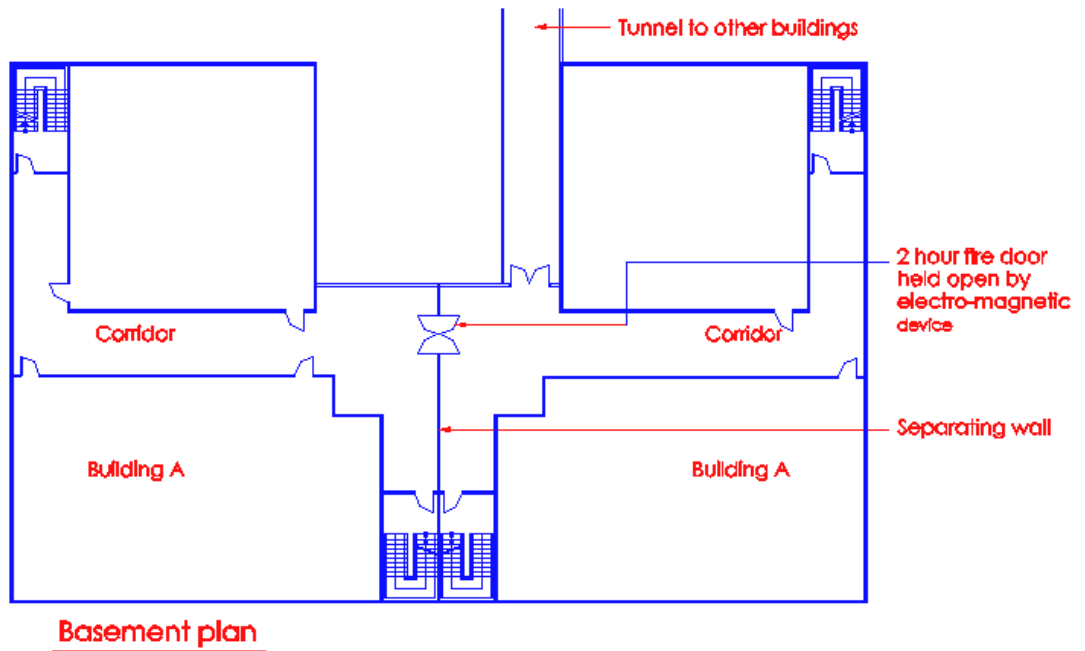 Tunnel to other buildings
2 hour fire door
held open by
electro-magnetic
device
Corridor
Corridor
Separating wall
Building A
Building A
Basement plan